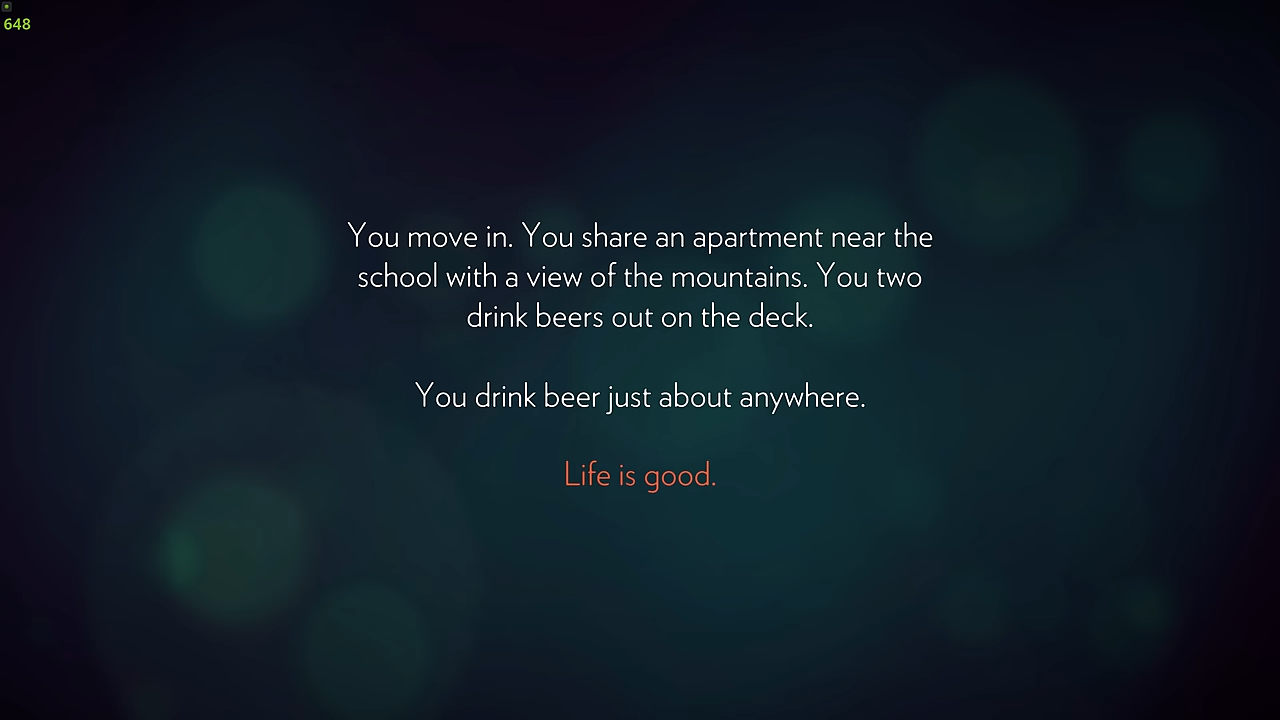 648
You move in. You share an apartment near the
school with a view of the mountains. You two
drink beers out on the deck.
You drink beer just about anywhere.
Life is good.